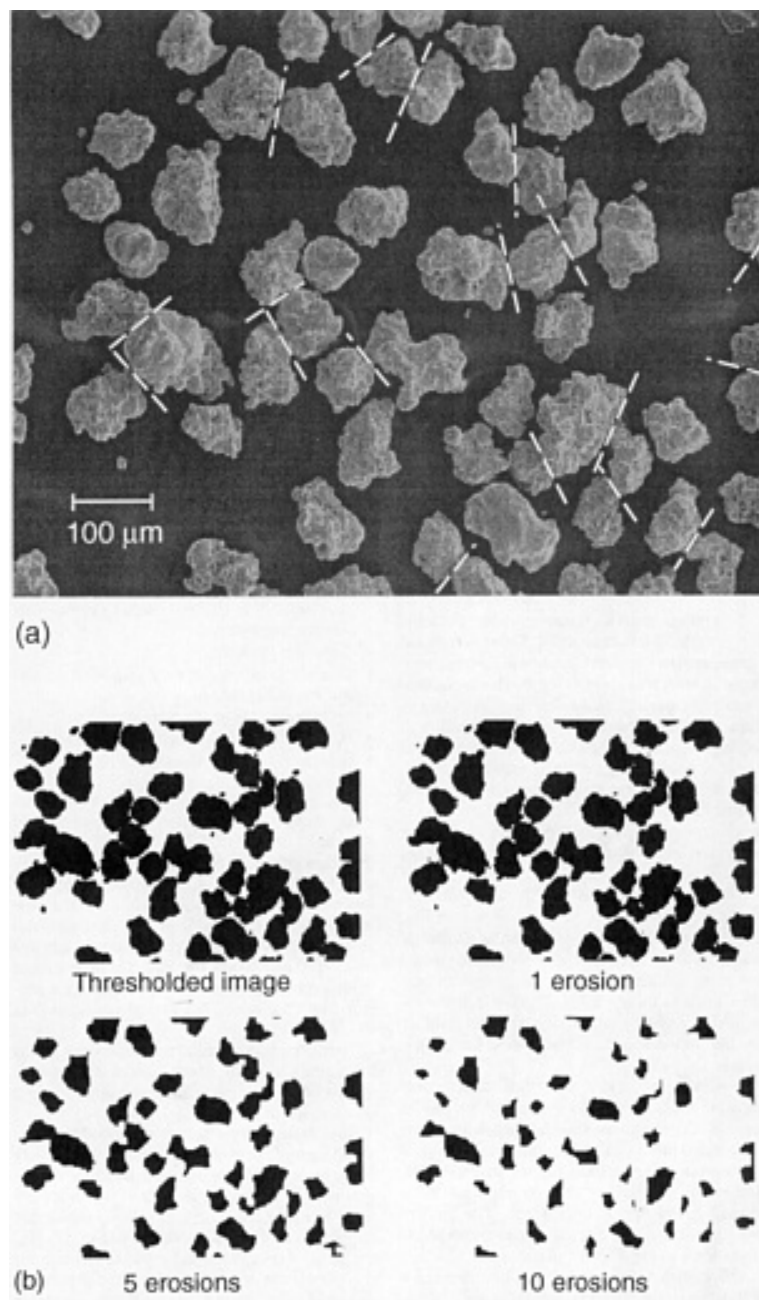 100 μm
(a)
Thresholded image
1 erosion
5 erosions
10 erosions
(b)